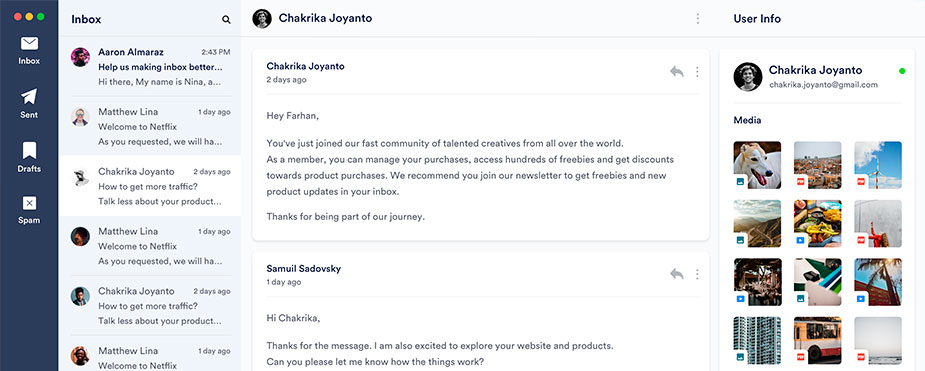 Inbox
Sent
Drafts
Spam
Inbox
Aaron Almaraz 2:43 PM
Help us making inbox better...
Hi there, My name is Nina, a...
Matthew Lina 1 day ago
Welcome to Netflix
As you requested, we will ha...
Chakrika Joyanto 2 days ago
How to get more traffic?
Talk less about your product...
Matthew Lina 1 day ago
Welcome to Netflix
As you requested, we will ha...
Chakrika Joyanto 2 days ago
How to get more traffic?
Talk less about your product...
Matthew Lina 1 day ago
Welcome to Netflix
Chakrika Joyanto
Chakrika Joyanto
2 days ago
Hey Farhan,
You've just joined our fast community of talented creatives from all over the world.
As a member, you can manage your purchases, access hundreds of freebies and get discounts
towards product purchases. We recommend you join our newsletter to get freebies and new
product updates in your inbox.
Thanks for being part of our journey.
Samuil Sadovsky
1 day ago
Hi Chakrika,
Thanks for the message. I am also excited to explore your website and products.
Can you please let me know how the things work?
User Info
Chakrika Joyanto
chakrika.joyanto@gmail.com
Media